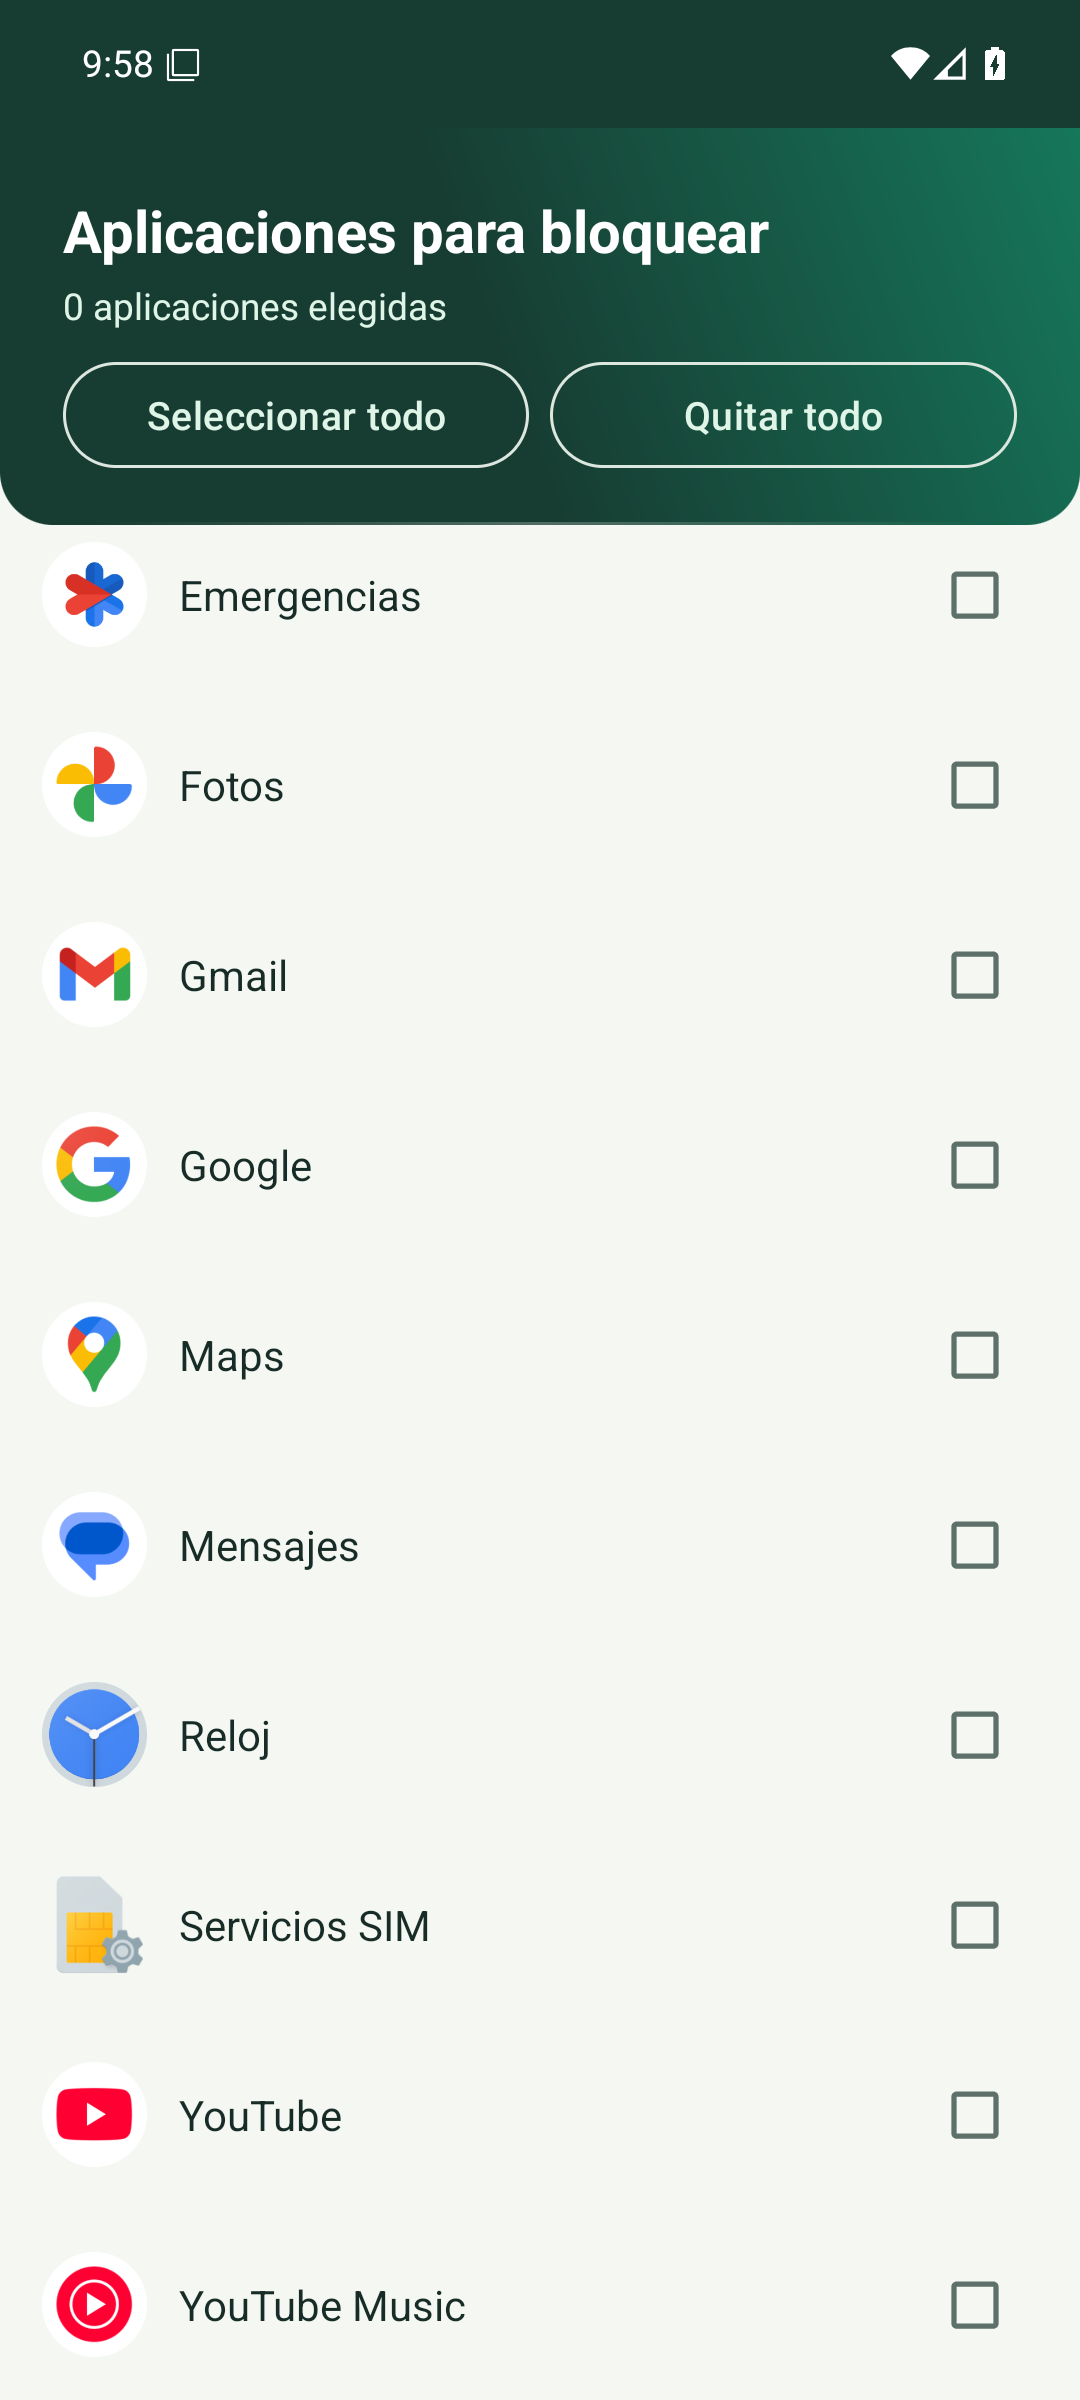 9:58
Aplicaciones para bloquear
0 aplicaciones elegidas
Seleccionar todo
Quitar todo
Emergencias
Fotos
Gmail
Google
Maps
Mensajes
Reloj
Servicios SIM
YouTube
YouTube Music